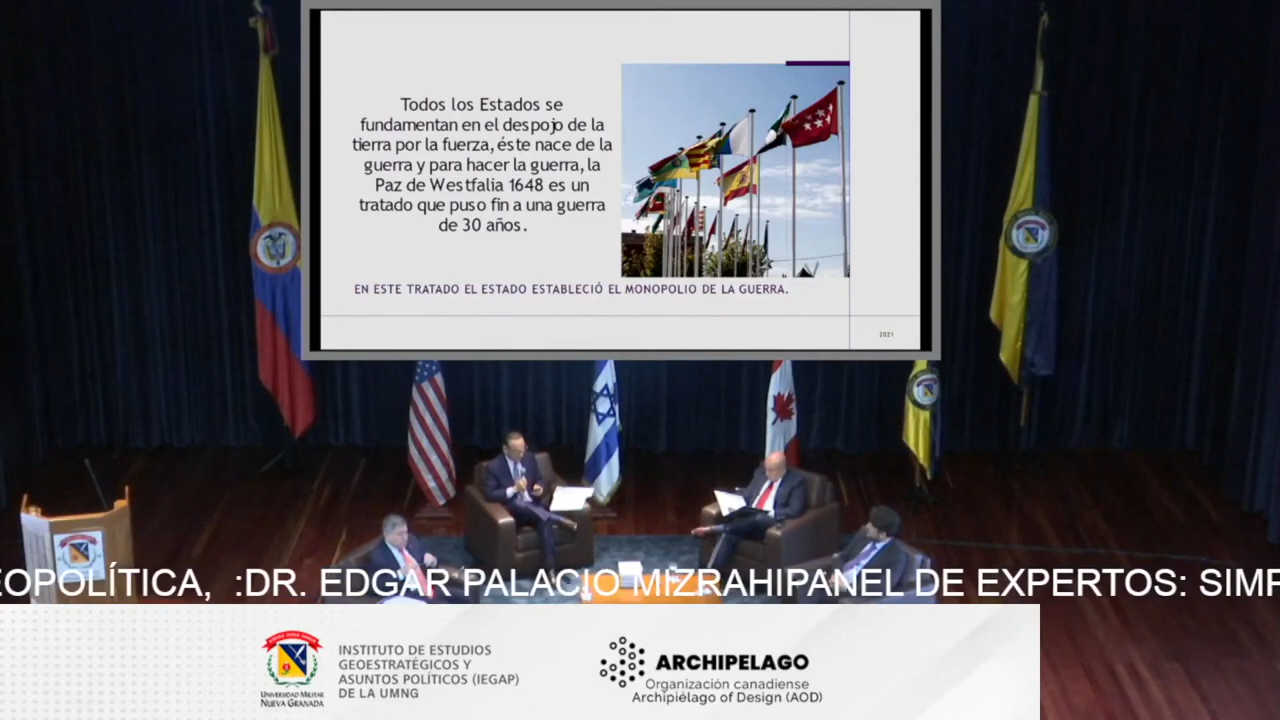 Todos los Estados se
fundamentan en el despojo de la
tierra por la fuerza, éste nace de la
guerra y para hacer la guerra, la
Paz de Westfalia 1648 es un
tratado que puso fin a una guerra
de 30 años.
EN ESTE TRATADO EL ESTADO ESTABLECIÓ EL MONOPOLIO DE LA GUERRA.
2021
EOPOLÍTICA, :DR. EDGAR PALACIO MIZRAHIPANEL DE EXPERTOS: SIMP
UNIVERSIDAD MILITAR
NUEVA GRANADA
INSTITUTO DE ESTUDIOS
GEOESTRATÉGICOS Y
ASUNTOS POLÍTICOS (IEGAP)
DE LA UMNG
ARCHIPELAGO
Organización canadiense
Archipiélago of Design (AOD)